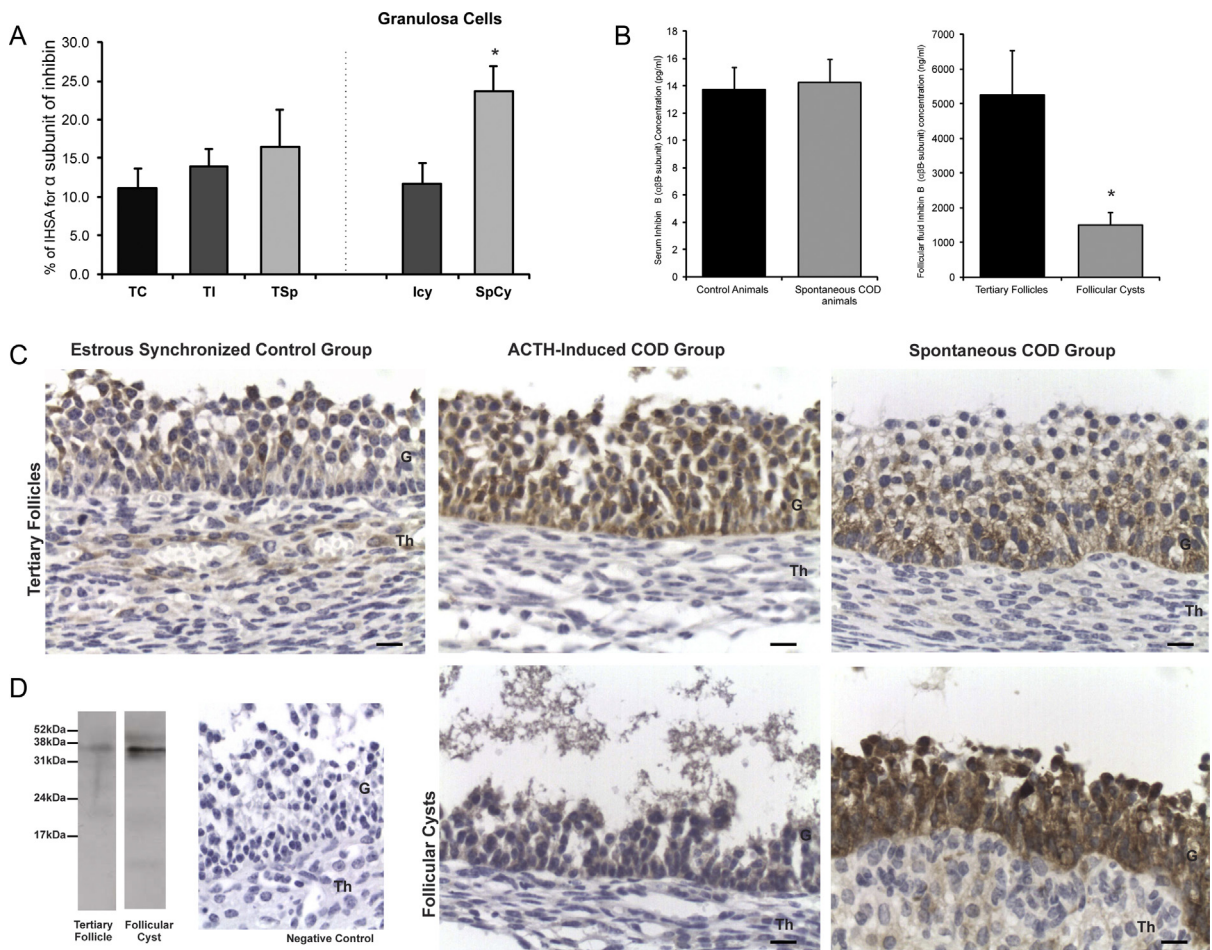 A
Granulosa Cells
% of IHSA for α subunit of inhibin
30.0
25.0
20.0
15.0
10.0
5.0
0.0
*
TC
TI
TSp
Icy
SpCy
B
Serum Inhibin B (αβB-subunit) Concentration (pg/ml)
18
16
14
12
10
8
6
4
2
0
Control Animals
Spontaneous COD
animals
Follicular fluid Inhibin B (αβB-subunit) concentration (ng/ml)
7000
6000
5000
4000
3000
2000
1000
0
*
Tertiary Follicles
Follicular Cysts
C
Estrous Synchronized Control Group
ACTH-Induced COD Group
Spontaneous COD Group
Tertiary Follicles
G
Th
G
Th
G
Th
D
52kDa
38kDa
31kDa
24kDa
17kDa
Tertiary
Follicle
Follicular
Cyst
G
Th
Negative Control
Follicular Cysts
G
Th
G
Th